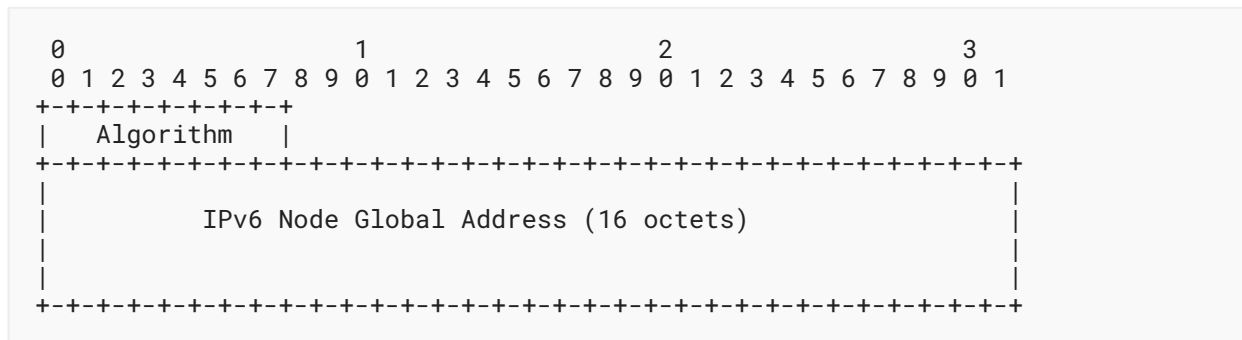 0                   1                   2                   3
 0 1 2 3 4 5 6 7 8 9 0 1 2 3 4 5 6 7 8 9 0 1 2 3 4 5 6 7 8 9 0 1
+-+-+-+-+-+-+-+-+
|   Algorithm   |
+-+-+-+-+-+-+-+-+-+-+-+-+-+-+-+-+-+-+-+-+-+-+-+-+-+-+-+-+-+-+-+-+
|                                                               |
|          IPv6 Node Global Address (16 octets)                 |
|                                                               |
|                                                               |
+-+-+-+-+-+-+-+-+-+-+-+-+-+-+-+-+-+-+-+-+-+-+-+-+-+-+-+-+-+-+-+-+